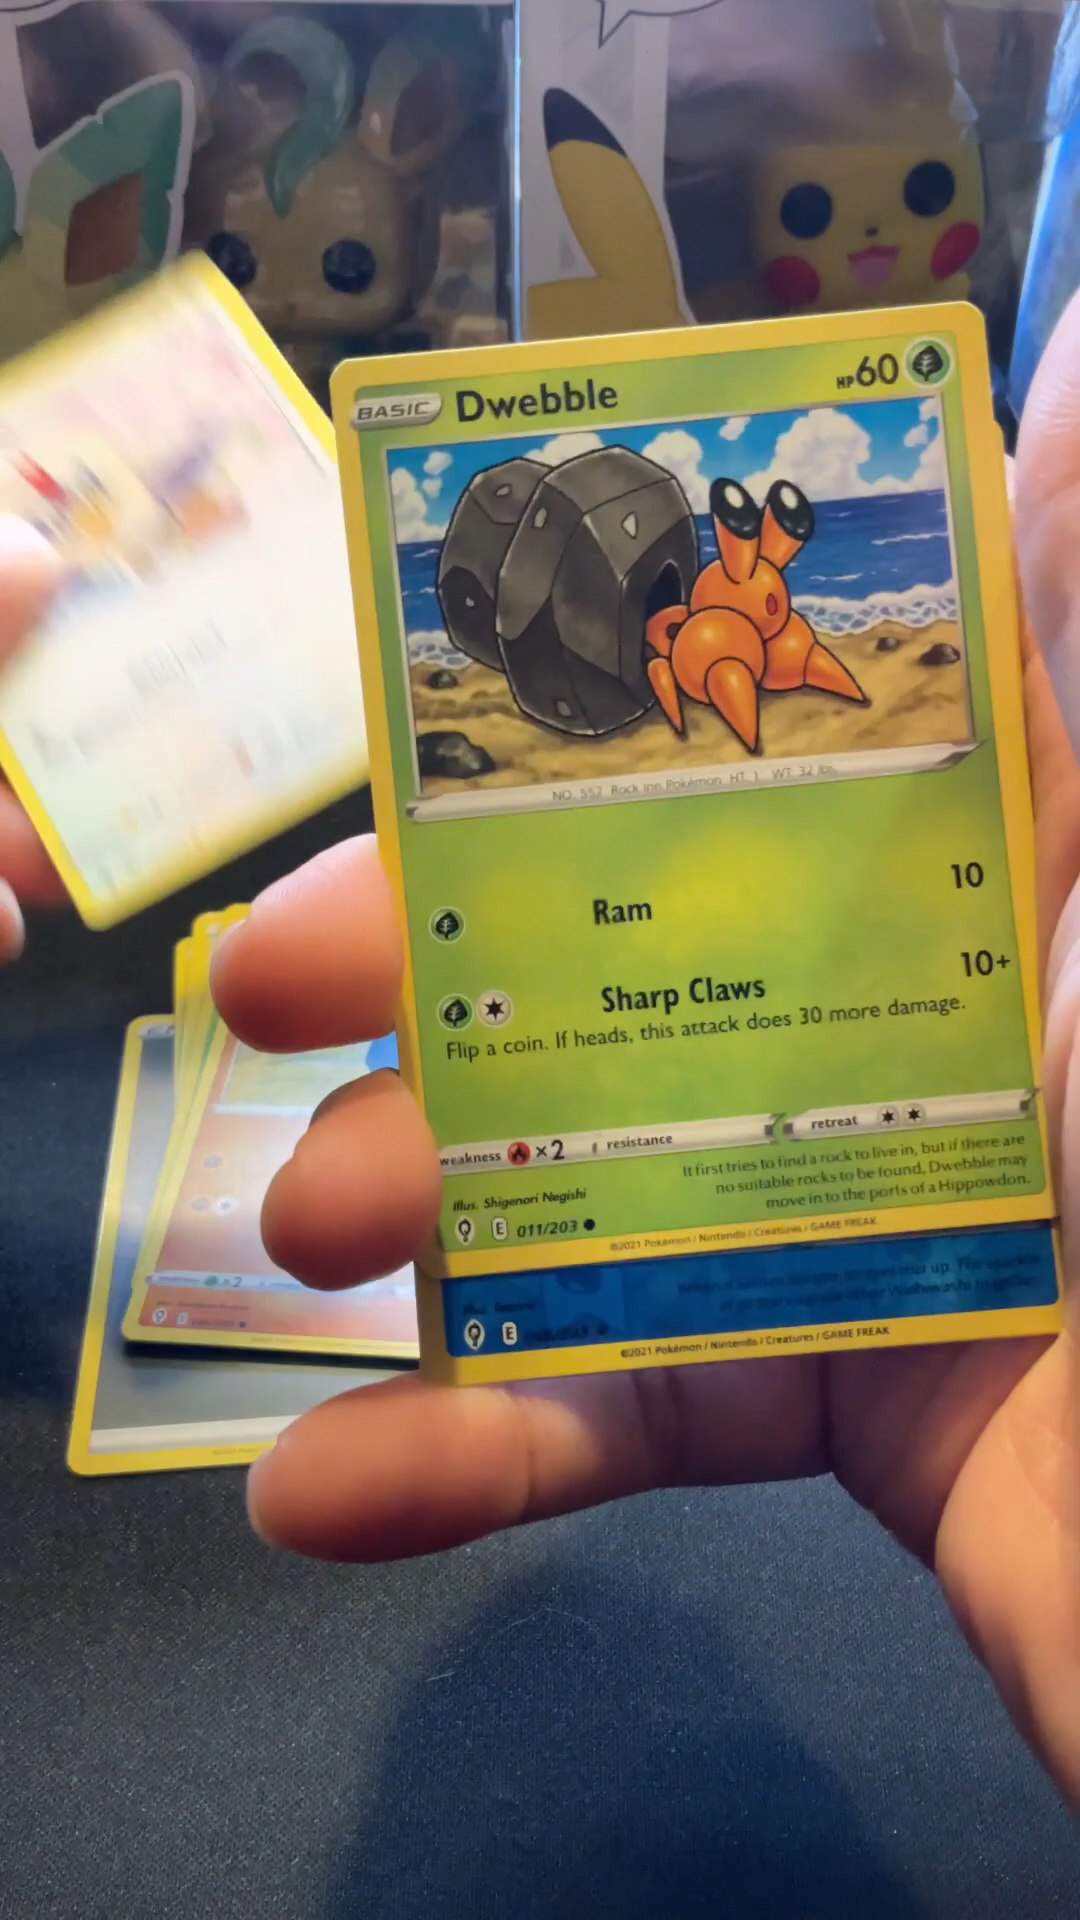 BASIC Dwebble HP60
NO. 557 Rock Inn Pokémon HT. 1 WT. 32 lbs.
Ram 10
Sharp Claws 10+
Flip a coin. If heads, this attack does 30 more damage.
weakness ×2 resistance retreat
It first tries to find a rock to live in, but if there are
no suitable rocks to be found, Dwebble may
move in to the ports of a Hippowdon.
Illus. Shigenori Negishi
E 011/203
©2021 Pokémon / Nintendo / Creatures / GAME FREAK
E
©2021 Pokémon / Nintendo / Creatures / GAME FREAK
×2